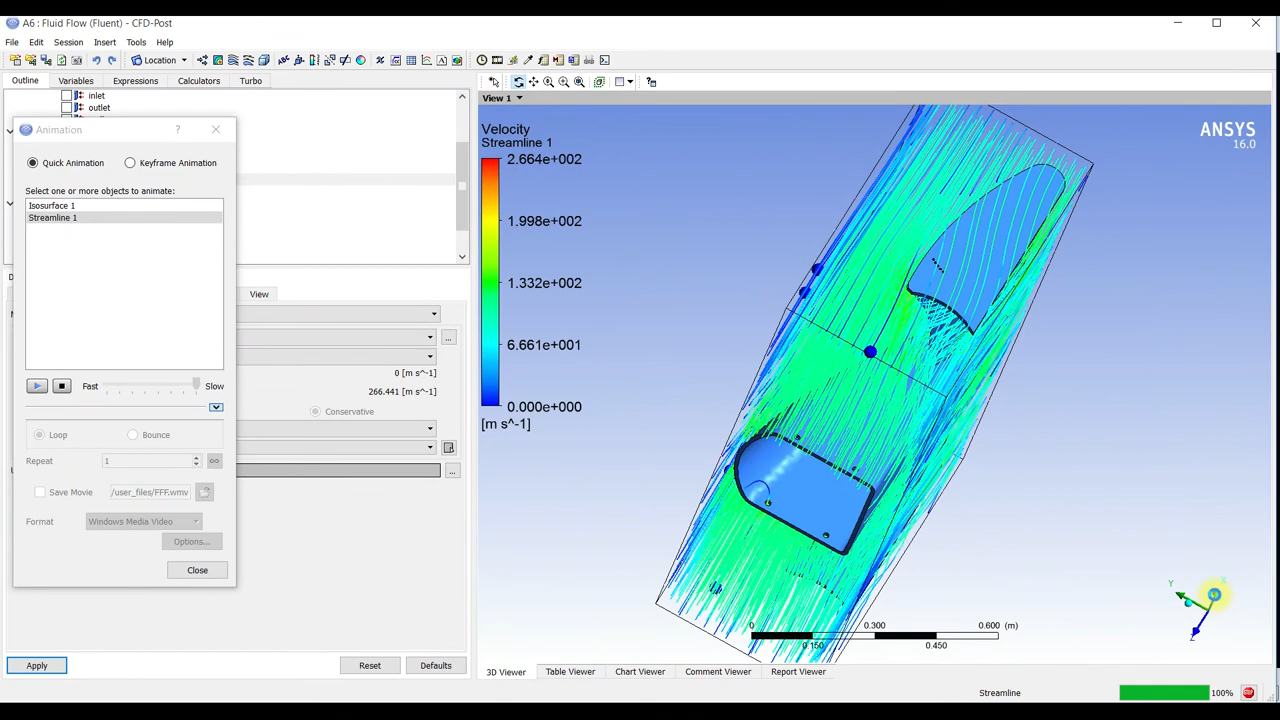 A6 : Fluid Flow (Fluent) - CFD-Post
File Edit Session Insert Tools Help
Location
Outline Variables Expressions Calculators Turbo
inlet
outlet
Animation ? ×
Quick Animation Keyframe Animation
Select one or more objects to animate:
Isosurface 1
Streamline 1
View
Fast Slow
0 [m s^-1]
266.441 [m s^-1]
Conservative
Loop Bounce
Repeat 1
Save Movie /user_files/FFF.wmv
Format Windows Media Video
Options...
Close
Apply Reset Defaults
View 1
Velocity
Streamline 1
2.664e+002
1.998e+002
1.332e+002
6.661e+001
0.000e+000
[m s^-1]
ANSYS
16.0
X
Y
Z
0 0.300 0.600 (m)
0.150 0.450
3D Viewer Table Viewer Chart Viewer Comment Viewer Report Viewer
Streamline 100%